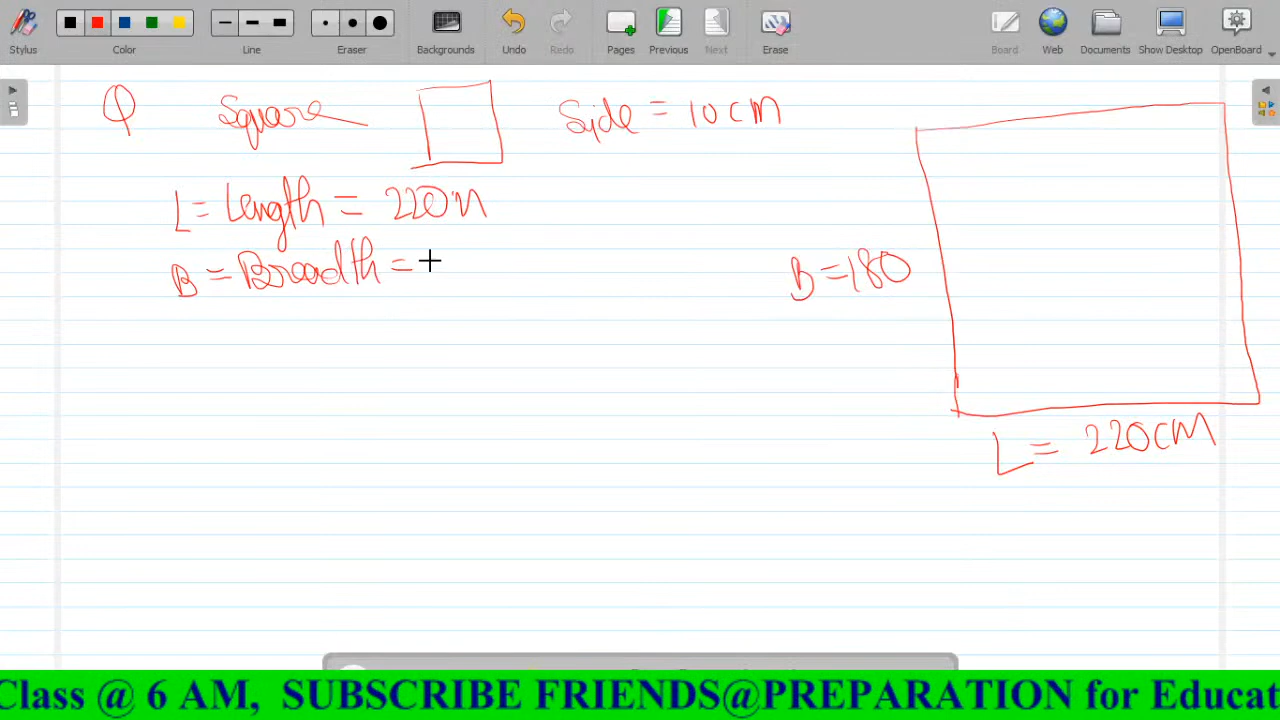 Stylus
Color
Line
Eraser
Backgrounds
Undo
Redo
Pages
Previous
Next
Erase
Board
Web
Documents
Show Desktop
OpenBoard
Q Square Side = 10 cm
L = Length = 220 n
B = Breadth =
B = 180
L = 220 cm
Class @ 6 AM, SUBSCRIBE FRIENDS@PREPARATION for Educat